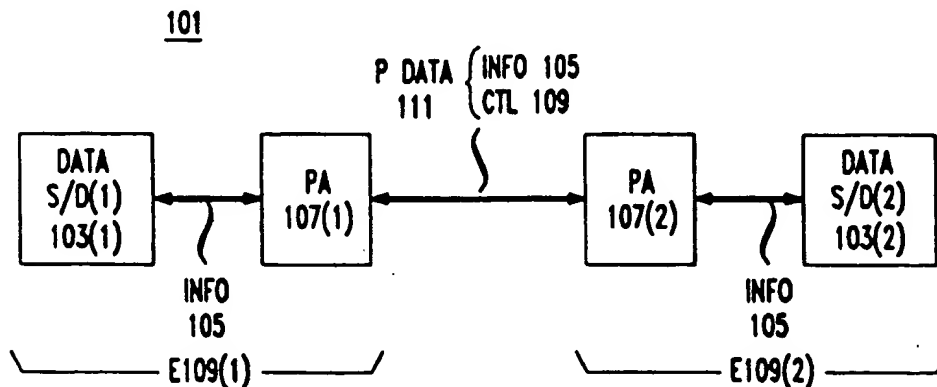 101
P DATA
111
INFO 105
CTL 109
DATA
S/D(1)
103(1)
PA
107(1)
PA
107(2)
DATA
S/D(2)
103(2)
INFO
105
INFO
105
E109(1)
E109(2)